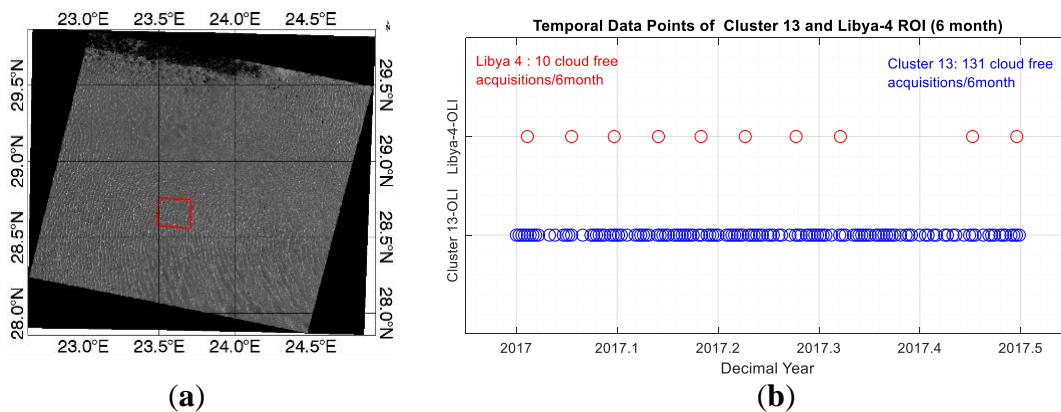 23.0°E 23.5°E 24.0°E 24.5°E
29.5°N 29.0°N 28.5°N 28.0°N
29.5°N 29.0°N 28.5°N 28.0°N
23.0°E 23.5°E 24.0°E 24.5°E
(a)
Temporal Data Points of Cluster 13 and Libya-4 ROI (6 month)
Libya 4 : 10 cloud free
acquisitions/6month
Cluster 13: 131 cloud free
acquisitions/6month
Cluster 13-OLI Libya-4-OLI
2017 2017.1 2017.2 2017.3 2017.4 2017.5
Decimal Year
(b)